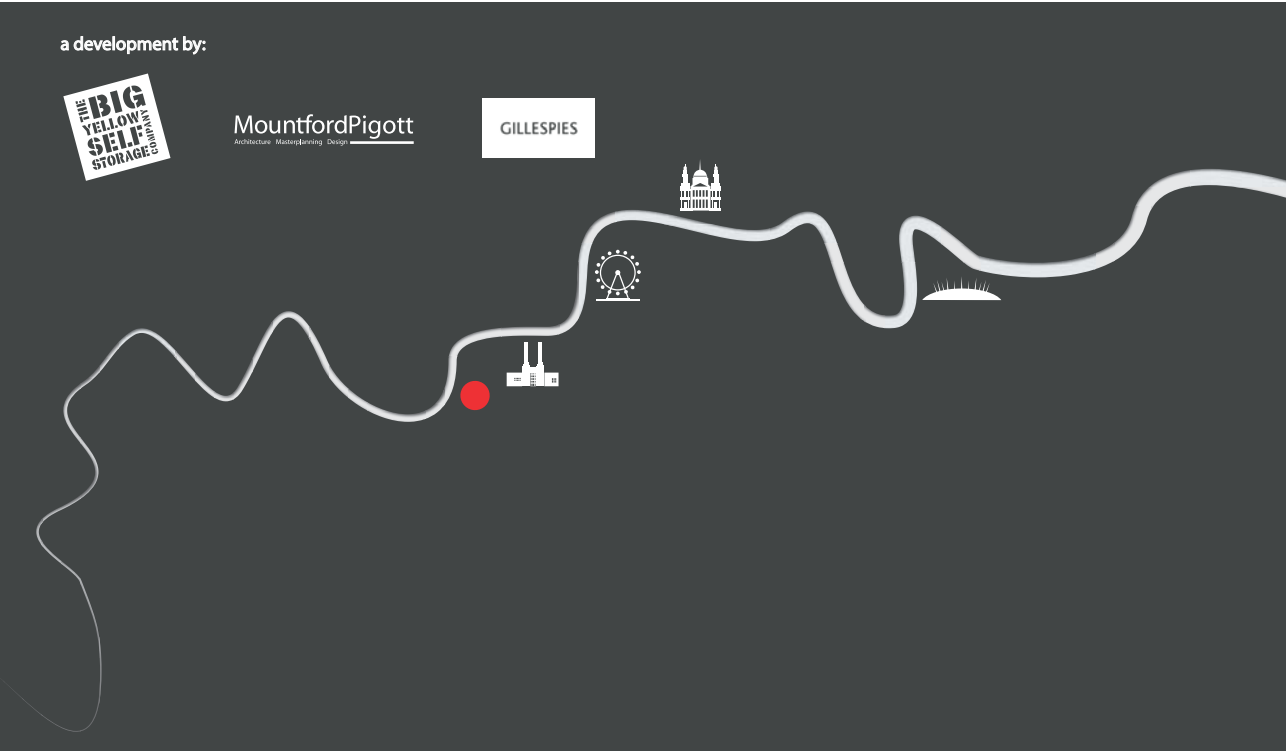 a development by:
THE
BIG
YELLOW
SELF
STORAGE
COMPANY
MountfordPigott
Architecture Masterplanning Design
GILLESPIES